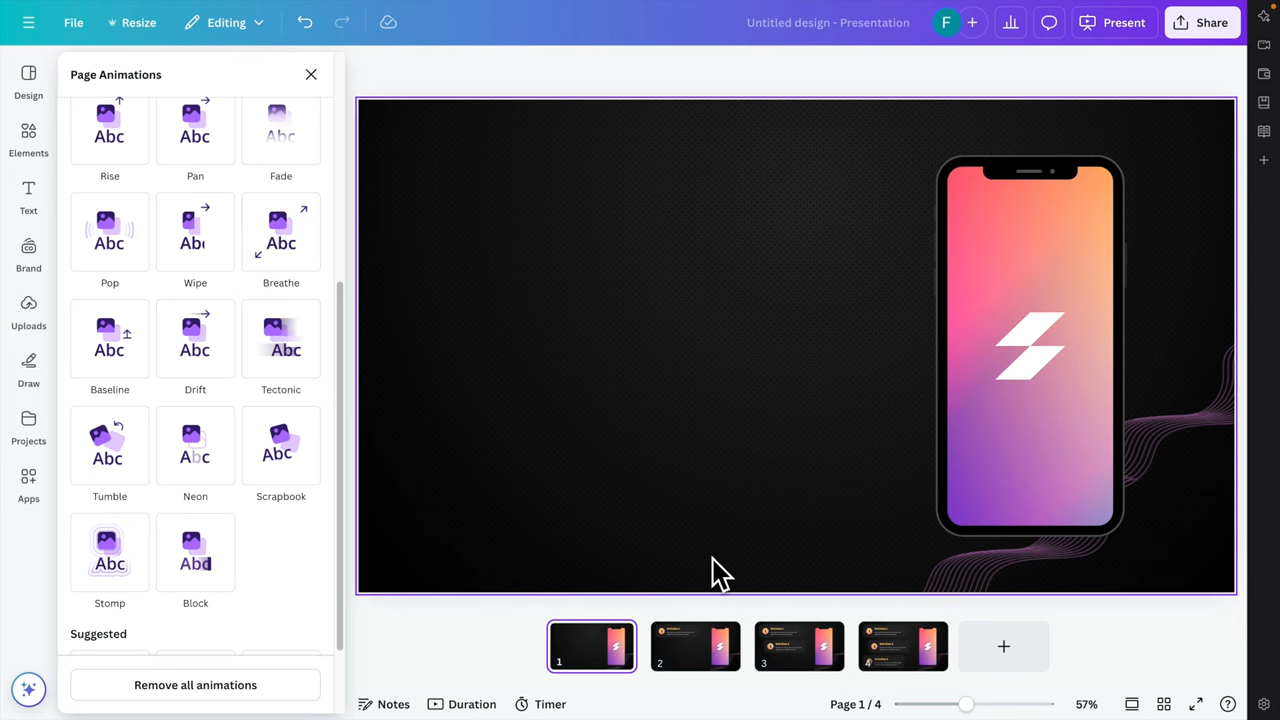 File
Resize
Editing
Untitled design - Presentation
F
Present
Share
Design
Elements
Text
Brand
Uploads
Draw
Projects
Apps
Page Animations
Abc Abc Abc
Rise Pan Fade
Abc Abc Abc
Pop Wipe Breathe
Abc Abc Abc
Baseline Drift Tectonic
Abc Abc Abc
Tumble Neon Scrapbook
Abc Abc
Stomp Block
Suggested
Remove all animations
1 2 3 4
Notes
Duration
Timer
Page 1 / 4
57%